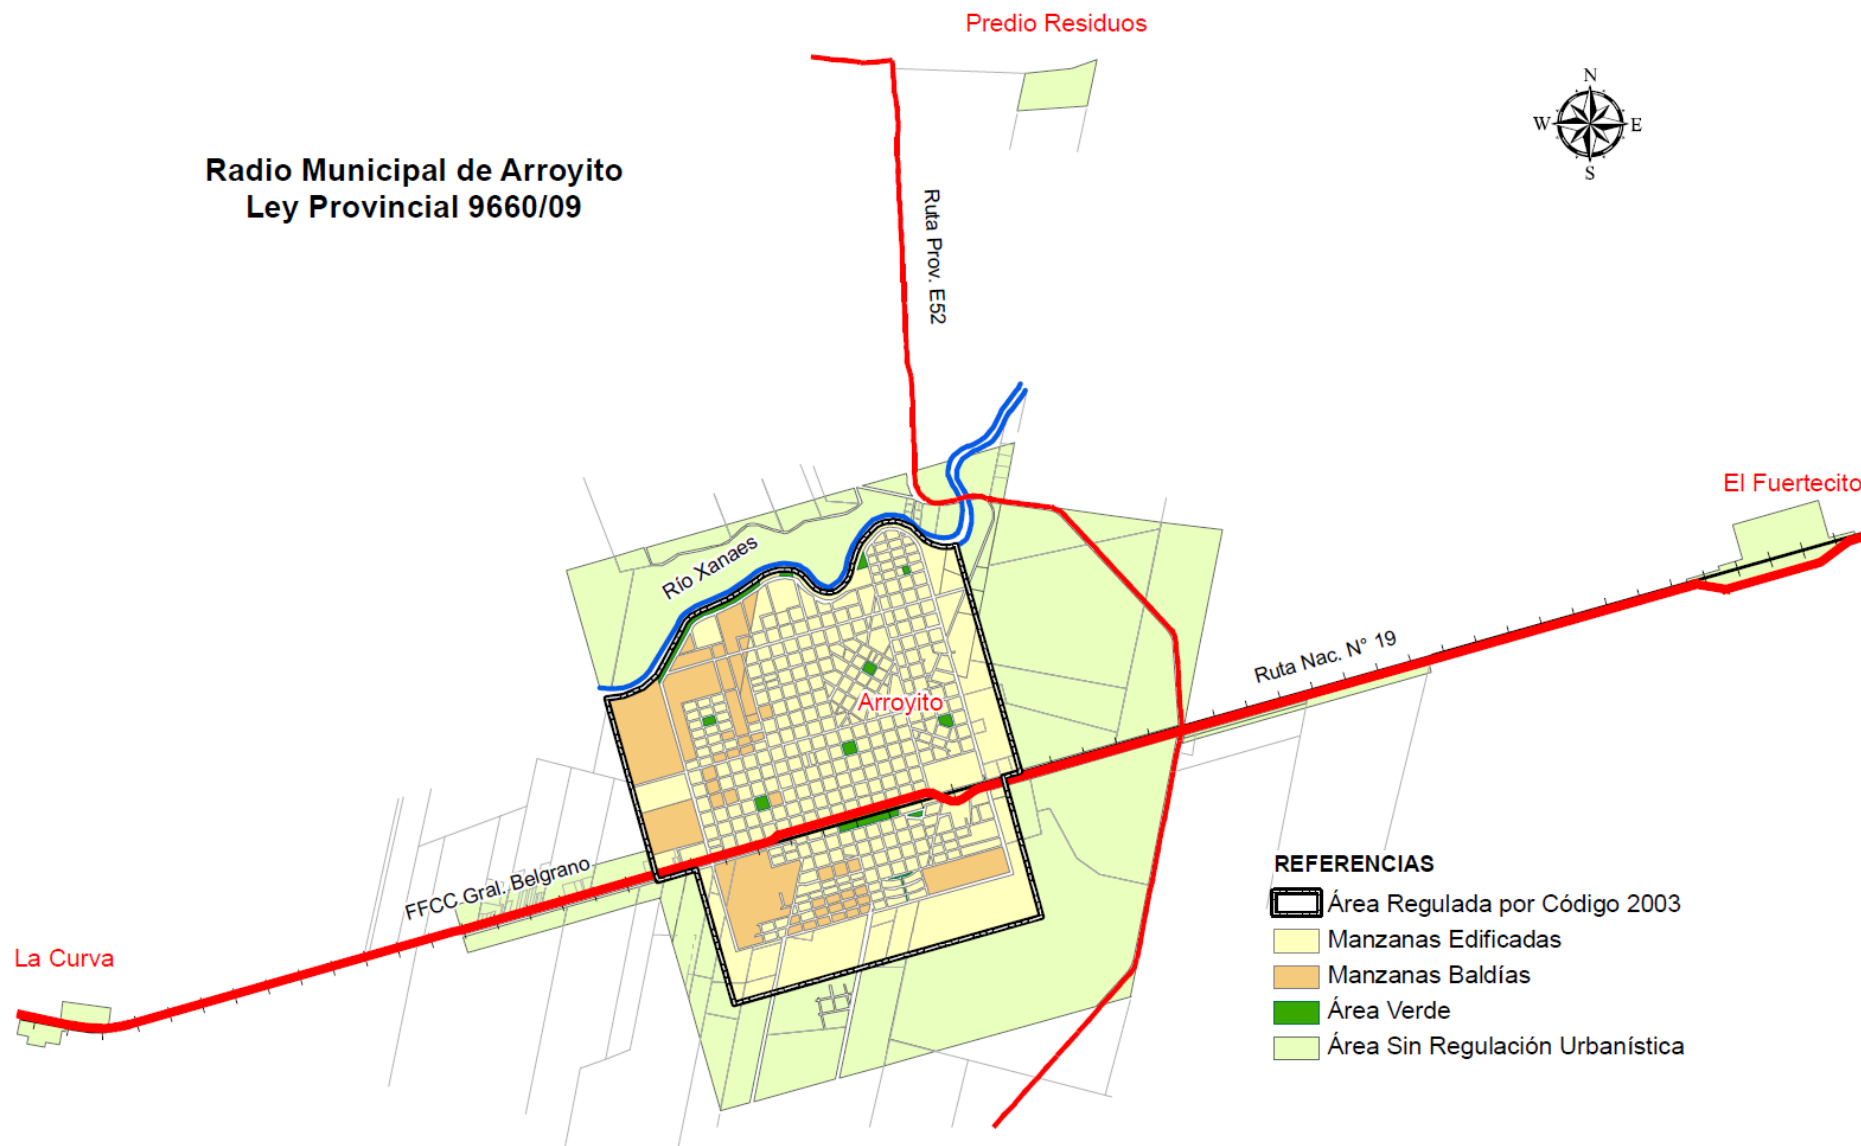 Predio Residuos
N
W
E
S
Radio Municipal de Arroyito
Ley Provincial 9660/09
Ruta Prov. E52
El Fuertecito
Río Xanaes
Ruta Nac. N° 19
Arroyito
FFCC Gral. Belgrano
La Curva
REFERENCIAS
Área Regulada por Código 2003
Manzanas Edificadas
Manzanas Baldías
Área Verde
Área Sin Regulación Urbanística